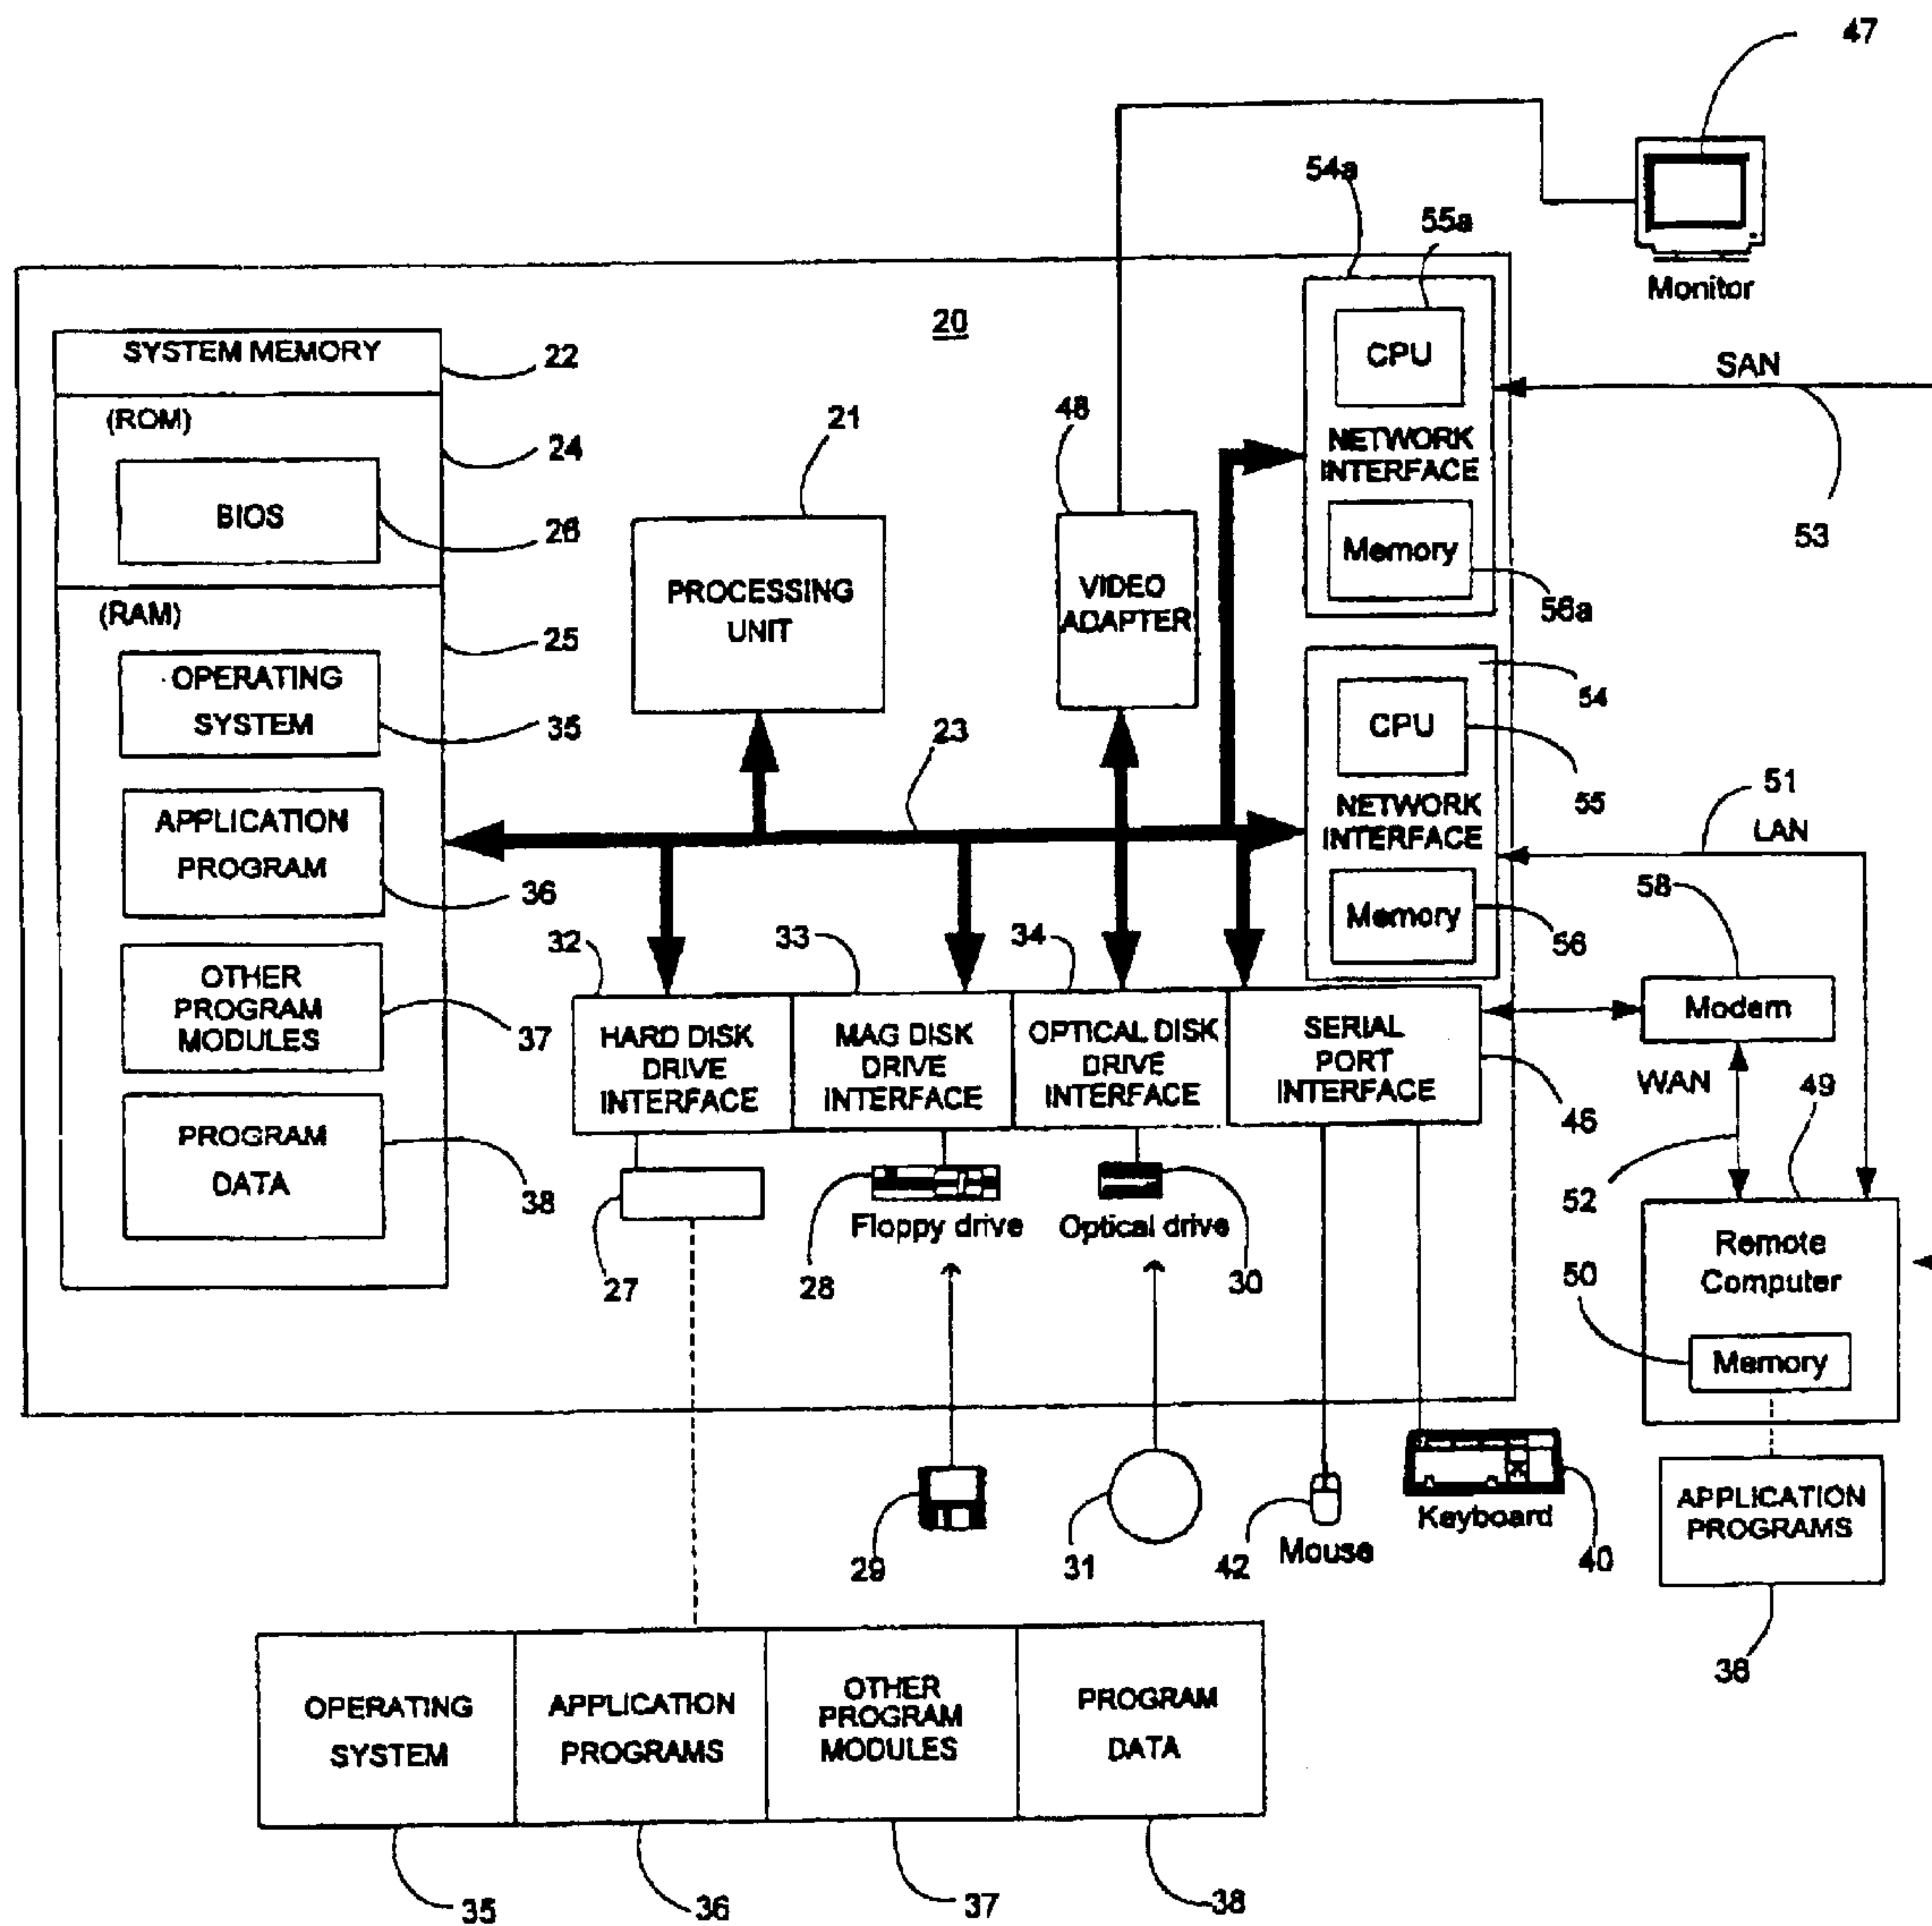 47
54a
55a
Monitor
20
SYSTEM MEMORY
22
CPU
SAN
(ROM)
24
21
48
NETWORK
INTERFACE
BIOS
26
53
Memory
PROCESSING
UNIT
VIDEO
ADAPTER
56a
(RAM)
25
OPERATING
SYSTEM
35
54
CPU
23
55
51
LAN
APPLICATION
PROGRAM
36
NETWORK
INTERFACE
58
Memory
56
32
33
34
OTHER
PROGRAM
MODULES
37
HARD DISK
DRIVE
INTERFACE
MAG DISK
DRIVE
INTERFACE
OPTICAL DISK
DRIVE
INTERFACE
SERIAL
PORT
INTERFACE
Modem
WAN
49
46
PROGRAM
DATA
38
52
27
28
Floppy drive
Optical drive
30
Remote
Computer
50
Memory
29
31
42
Mouse
Keyboard
40
APPLICATION
PROGRAMS
36
OPERATING
SYSTEM
APPLICATION
PROGRAMS
OTHER
PROGRAM
MODULES
PROGRAM
DATA
35
36
37
38